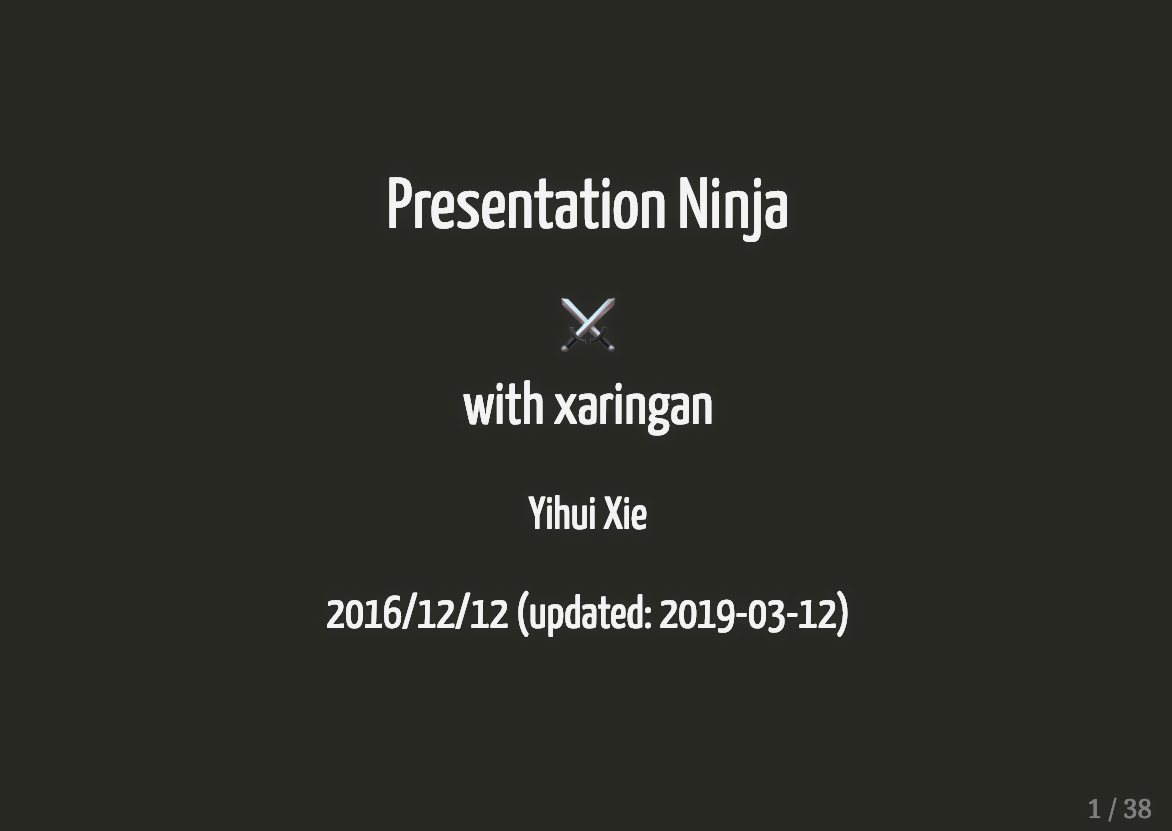 Presentation Ninja
⚔
with xaringan
Yihui Xie
2016/12/12 (updated: 2019-03-12)
1 / 38